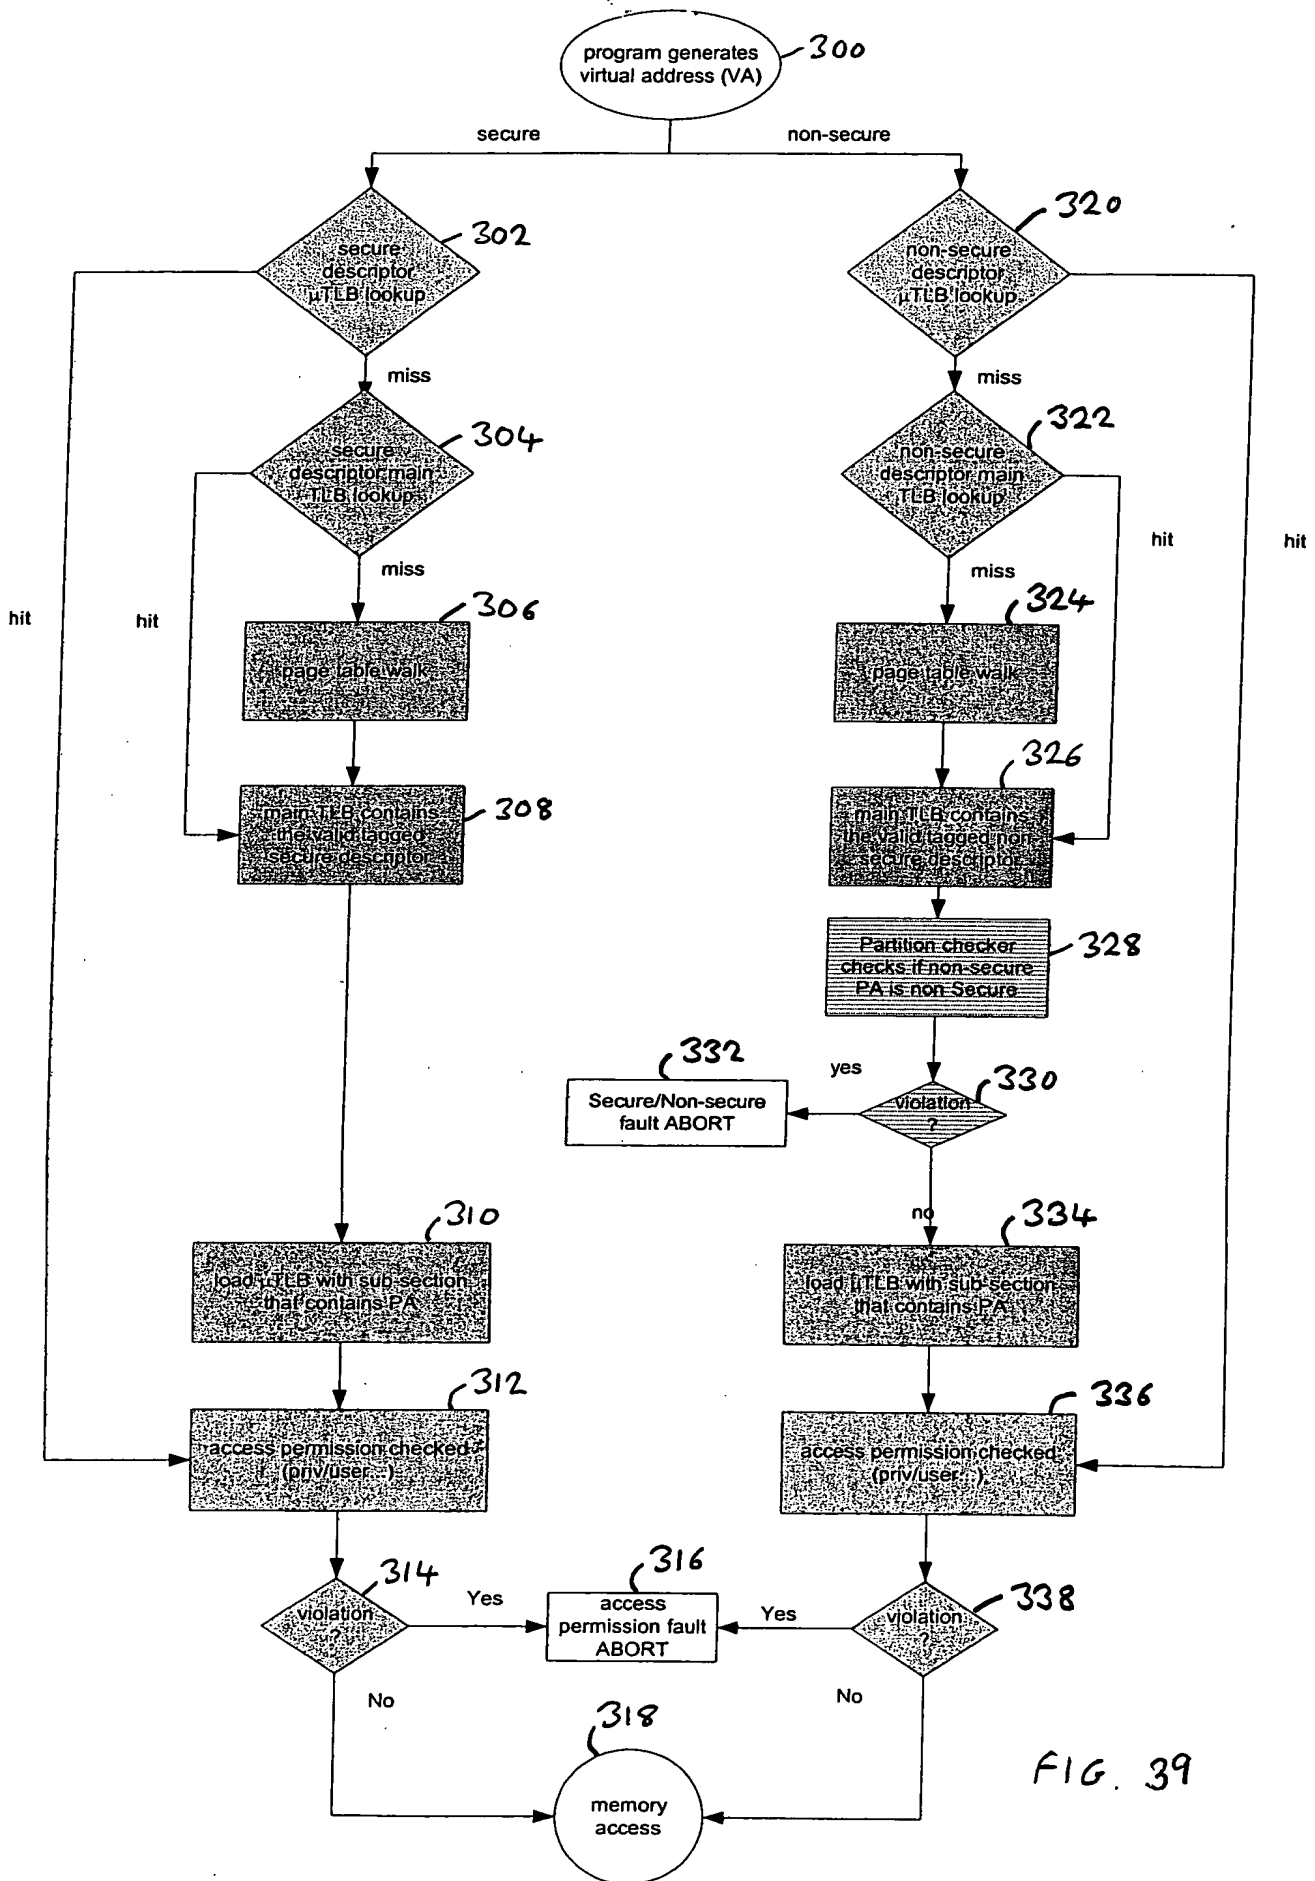 program generates
virtual address (VA)
300
secure
non-secure
secure
descriptor
μTLB lookup
302
non-secure
descriptor
μTLB lookup
320
miss
miss
secure
descriptor main
TLB lookup
304
non-secure
descriptor main
TLB lookup
322
hit
hit
miss
miss
hit
hit
page table walk
306
page table walk
324
main TLB contains
the valid tagged
secure descriptor
308
main TLB contains
the valid tagged non-
secure descriptor
326
Partition checker
checks if non-secure
PA is non Secure
328
yes
violation
?
330
Secure/Non-secure
fault ABORT
332
no
load μTLB with sub-section
that contains PA
310
load μTLB with sub-section
that contains PA
334
access permission checked
(priv/user...)
312
access permission checked
(priv/user...)
336
violation
?
314
Yes
access
permission fault
ABORT
316
Yes
violation
?
338
No
No
memory
access
318
FIG. 39